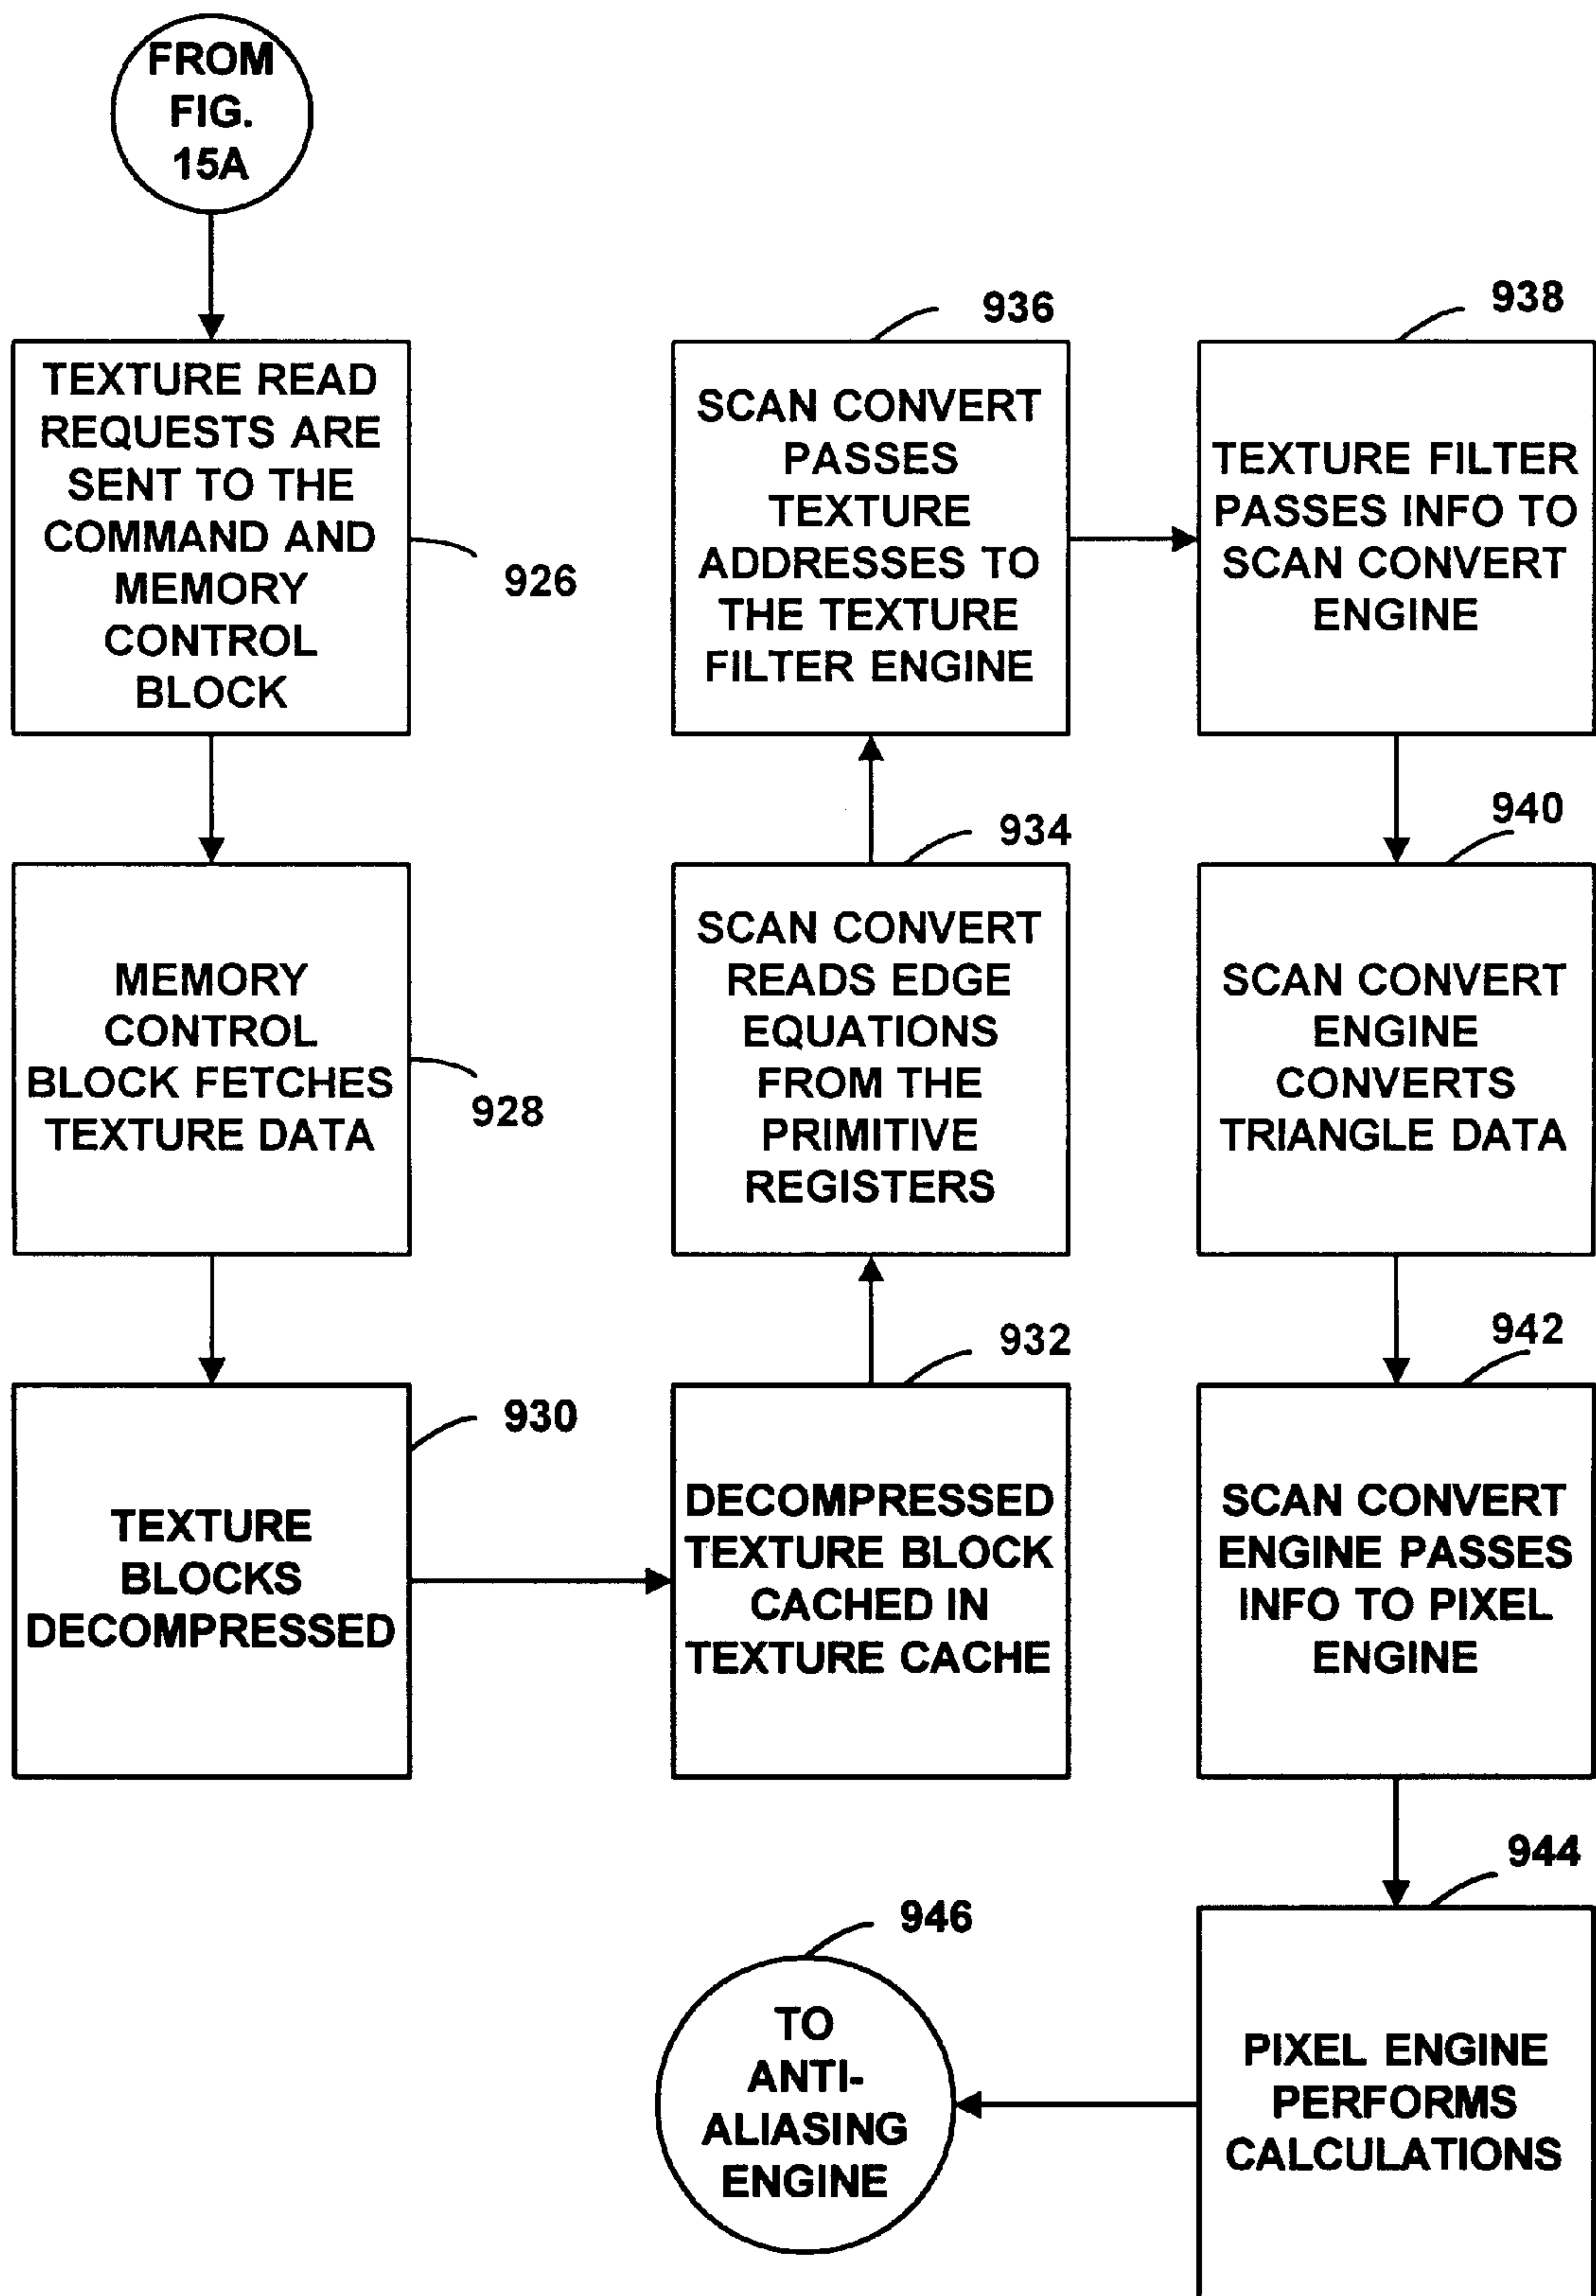 FROM
FIG.
15A
TEXTURE READ
REQUESTS ARE
SENT TO THE
COMMAND AND
MEMORY
CONTROL
BLOCK
926
MEMORY
CONTROL
BLOCK FETCHES
TEXTURE DATA
928
930
TEXTURE
BLOCKS
DECOMPRESSED
932
DECOMPRESSED
TEXTURE BLOCK
CACHED IN
TEXTURE CACHE
934
SCAN CONVERT
READS EDGE
EQUATIONS
FROM THE
PRIMITIVE
REGISTERS
936
SCAN CONVERT
PASSES
TEXTURE
ADDRESSES TO
THE TEXTURE
FILTER ENGINE
938
TEXTURE FILTER
PASSES INFO TO
SCAN CONVERT
ENGINE
940
SCAN CONVERT
ENGINE
CONVERTS
TRIANGLE DATA
942
SCAN CONVERT
ENGINE PASSES
INFO TO PIXEL
ENGINE
944
PIXEL ENGINE
PERFORMS
CALCULATIONS
946
TO
ANTI-
ALIASING
ENGINE